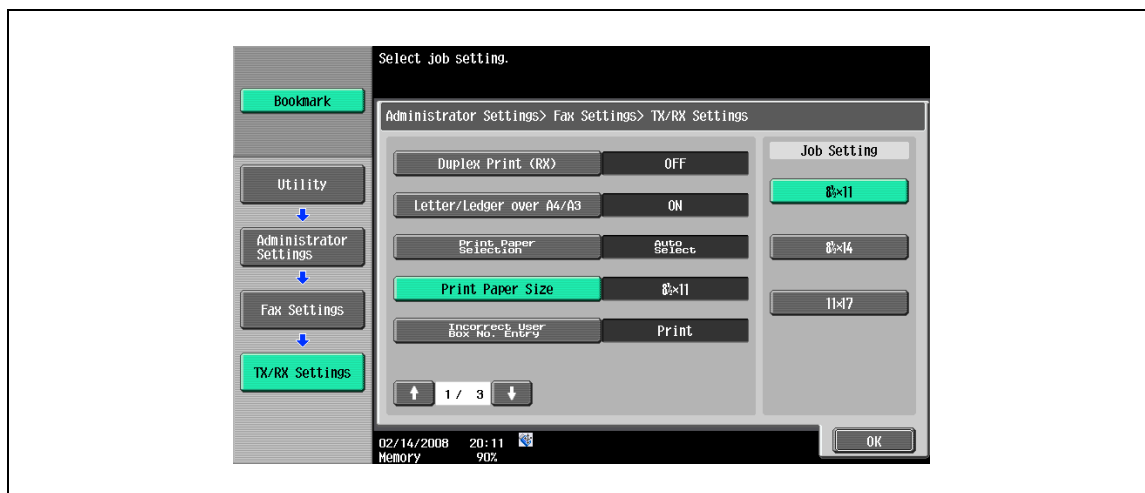 Select job setting.
Bookmark
Administrator Settings> Fax Settings> TX/RX Settings
Utility
Administrator
Settings
Fax Settings
TX/RX Settings
Duplex Print (RX)
OFF
Letter/Ledger over A4/A3
ON
Print Paper
Selection
Auto
Select
Print Paper Size
8½×11
Incorrect User
Box No. Entry
Print
1/ 3
Job Setting
8½×11
8½×14
11×17
02/14/2008 20:11
Memory 90%
OK